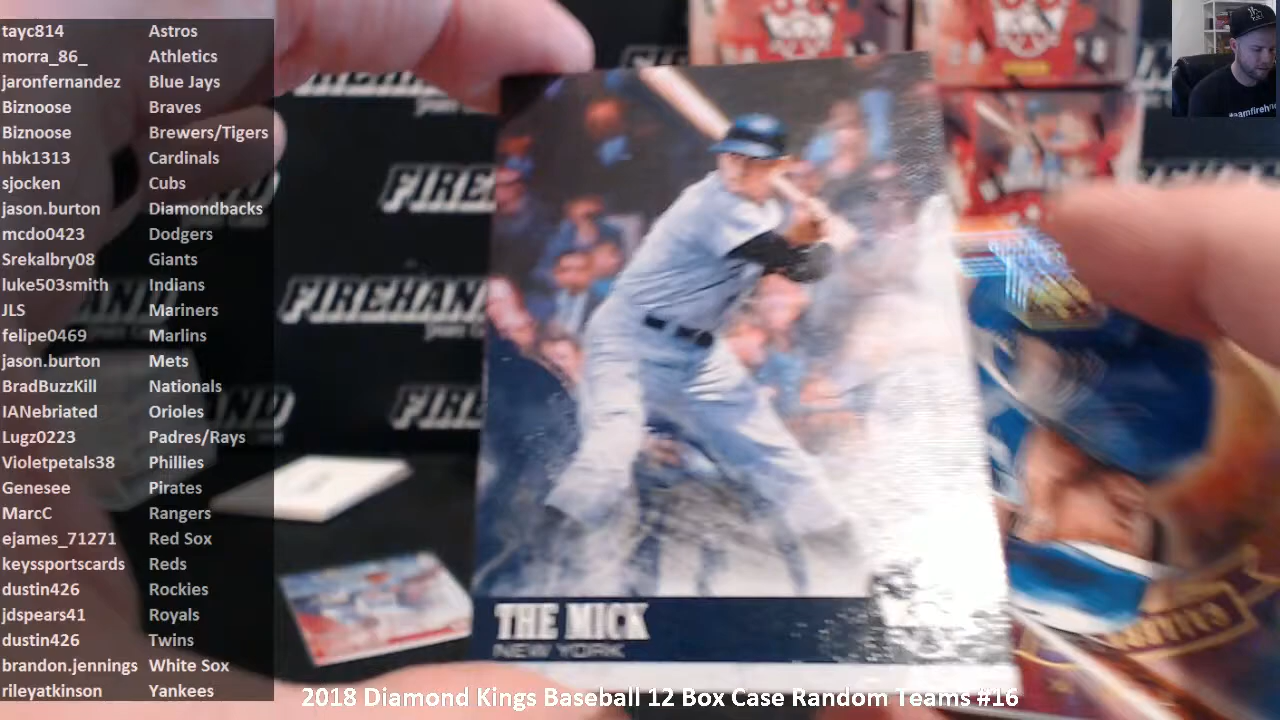 tayc814 Astros
morra_86_ Athletics
jaronfernandez Blue Jays
Biznoose Braves
Biznoose Brewers/Tigers
hbk1313 Cardinals
sjocken Cubs
jason.burton Diamondbacks
mcdo0423 Dodgers
Srekalbry08 Giants
luke503smith Indians
JLS Mariners
felipe0469 Marlins
jason.burton Mets
BradBuzzKill Nationals
IANebriated Orioles
Lugz0223 Padres/Rays
Violetpetals38 Phillies
Genesee Pirates
MarcC Rangers
ejames_71271 Red Sox
keyssportscards Reds
dustin426 Rockies
jdspears41 Royals
dustin426 Twins
brandon.jennings White Sox
rileyatkinson Yankees
FIREHAND
THE MICK
NEW YORK
2018 Diamond Kings Baseball 12 Box Case Random Teams #16